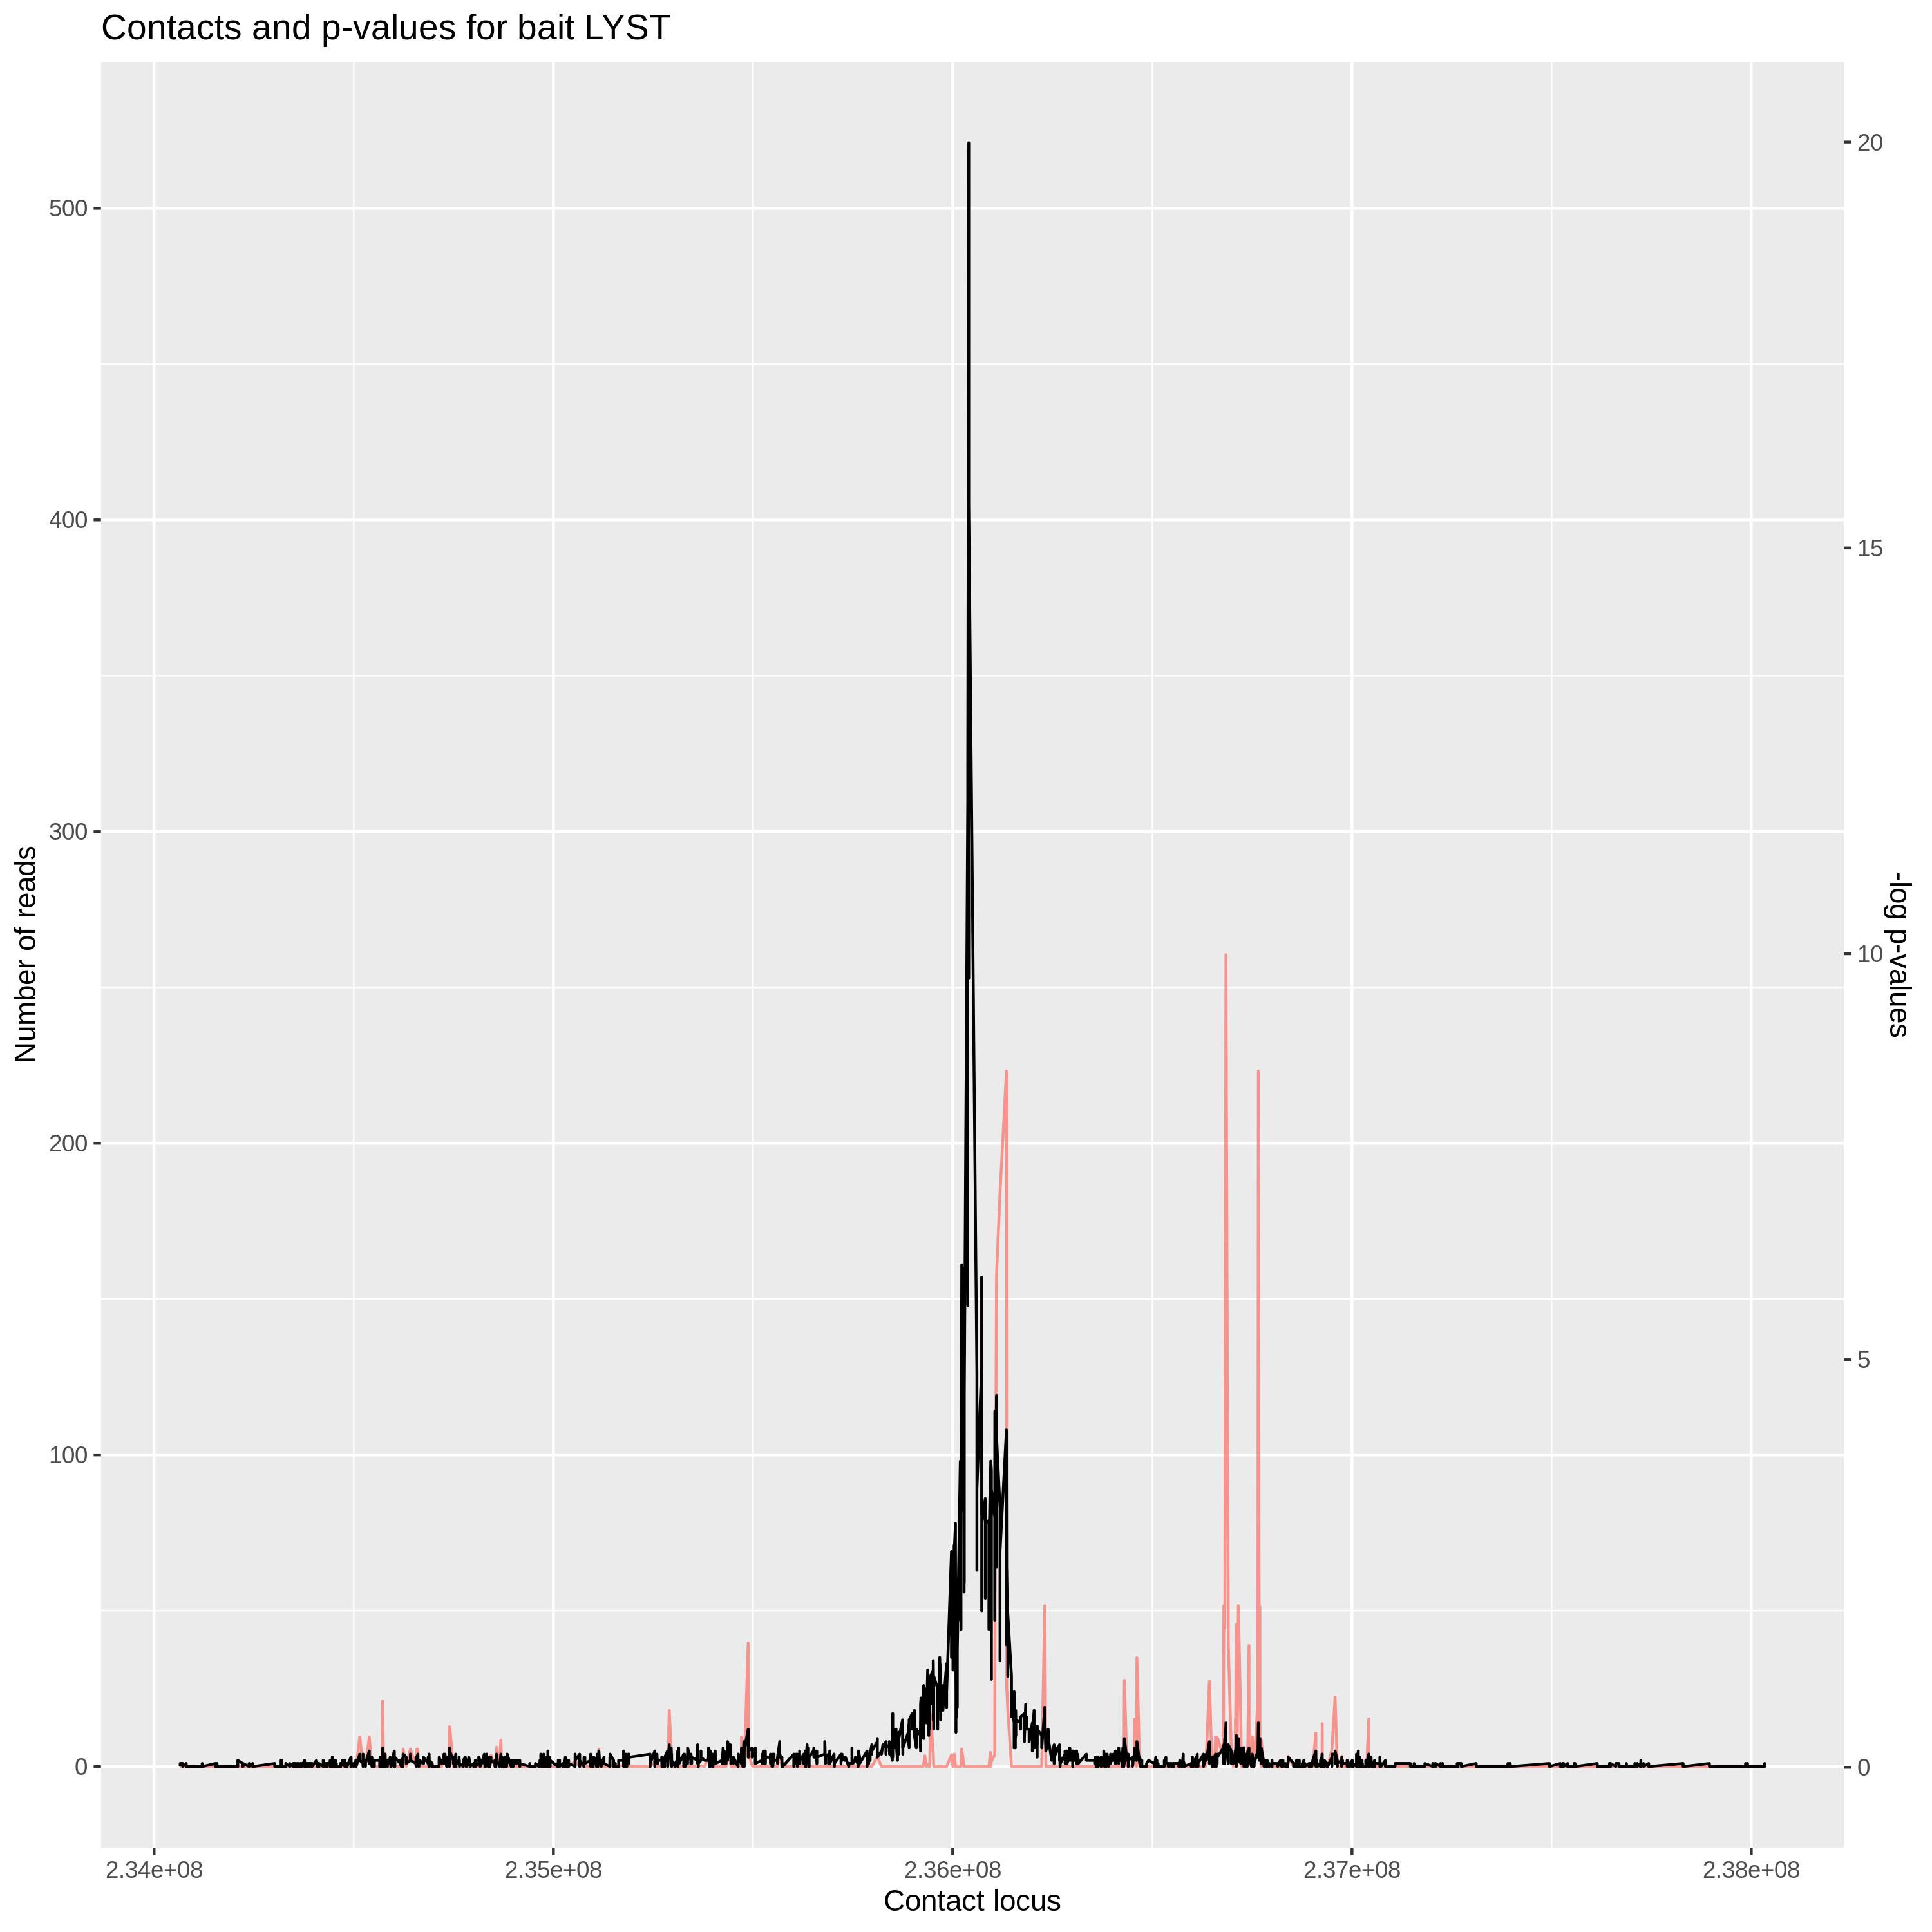 Contacts and p-values for bait LYST
500
400
300
200
100
0
Number of reads
20
15
10
5
0
-log p-values
2.34e+08 2.35e+08 2.36e+08 2.37e+08 2.38e+08
Contact locus